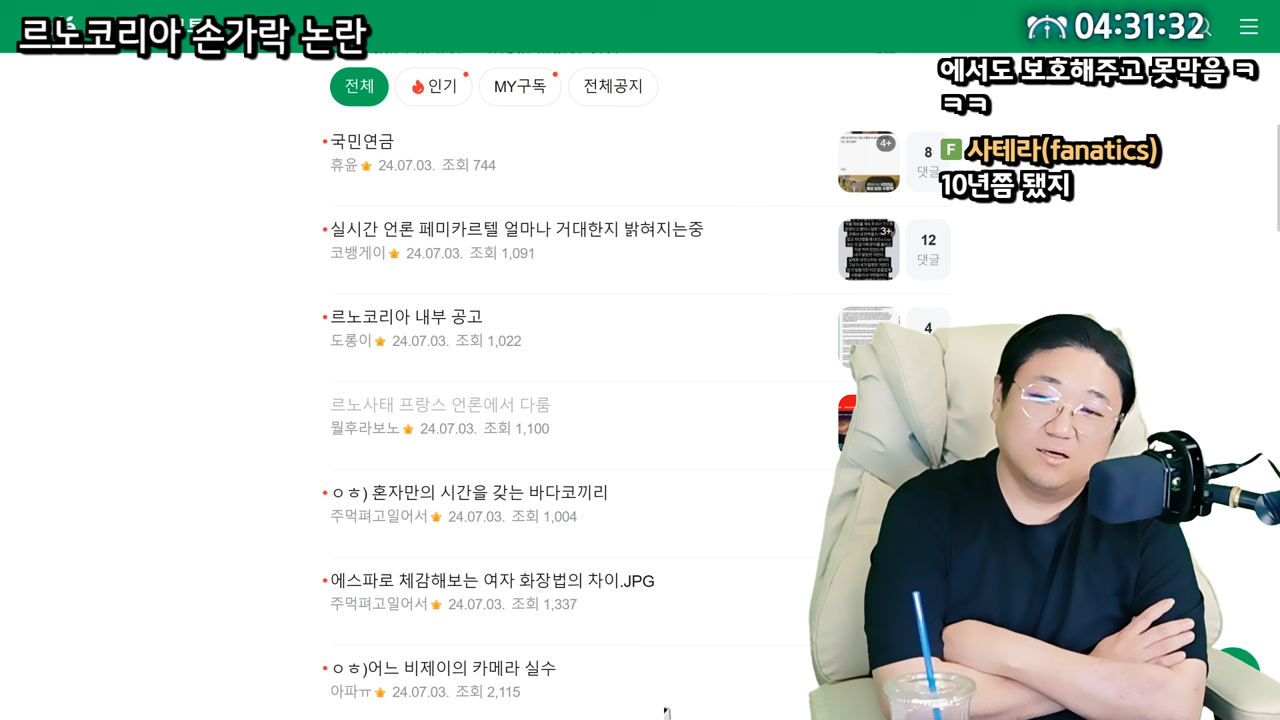 르노코리아 손가락 논란
04:31:32
전체
인기
MY구독
전체공지
에서도 보호해주고 못막음 ㅋ
ㅋㅋ
F 사테라(fanatics)
10년쯤 됐지
국민연금
휴윤 24.07.03. 조회 744
4+
8
댓글
실시간 언론 페미카르텔 얼마나 거대한지 밝혀지는중
코뱅게이 24.07.03. 조회 1,091
3+
12
댓글
르노코리아 내부 공고
도롱이 24.07.03. 조회 1,022
4
르노사태 프랑스 언론에서 다룸
뭘후라보노 24.07.03. 조회 1,100
ㅇㅎ) 혼자만의 시간을 갖는 바다코끼리
주먹펴고일어서 24.07.03. 조회 1,004
에스파로 체감해보는 여자 화장법의 차이.JPG
주먹펴고일어서 24.07.03. 조회 1,337
ㅇㅎ)어느 비제이의 카메라 실수
아파ㅠ 24.07.03. 조회 2,115